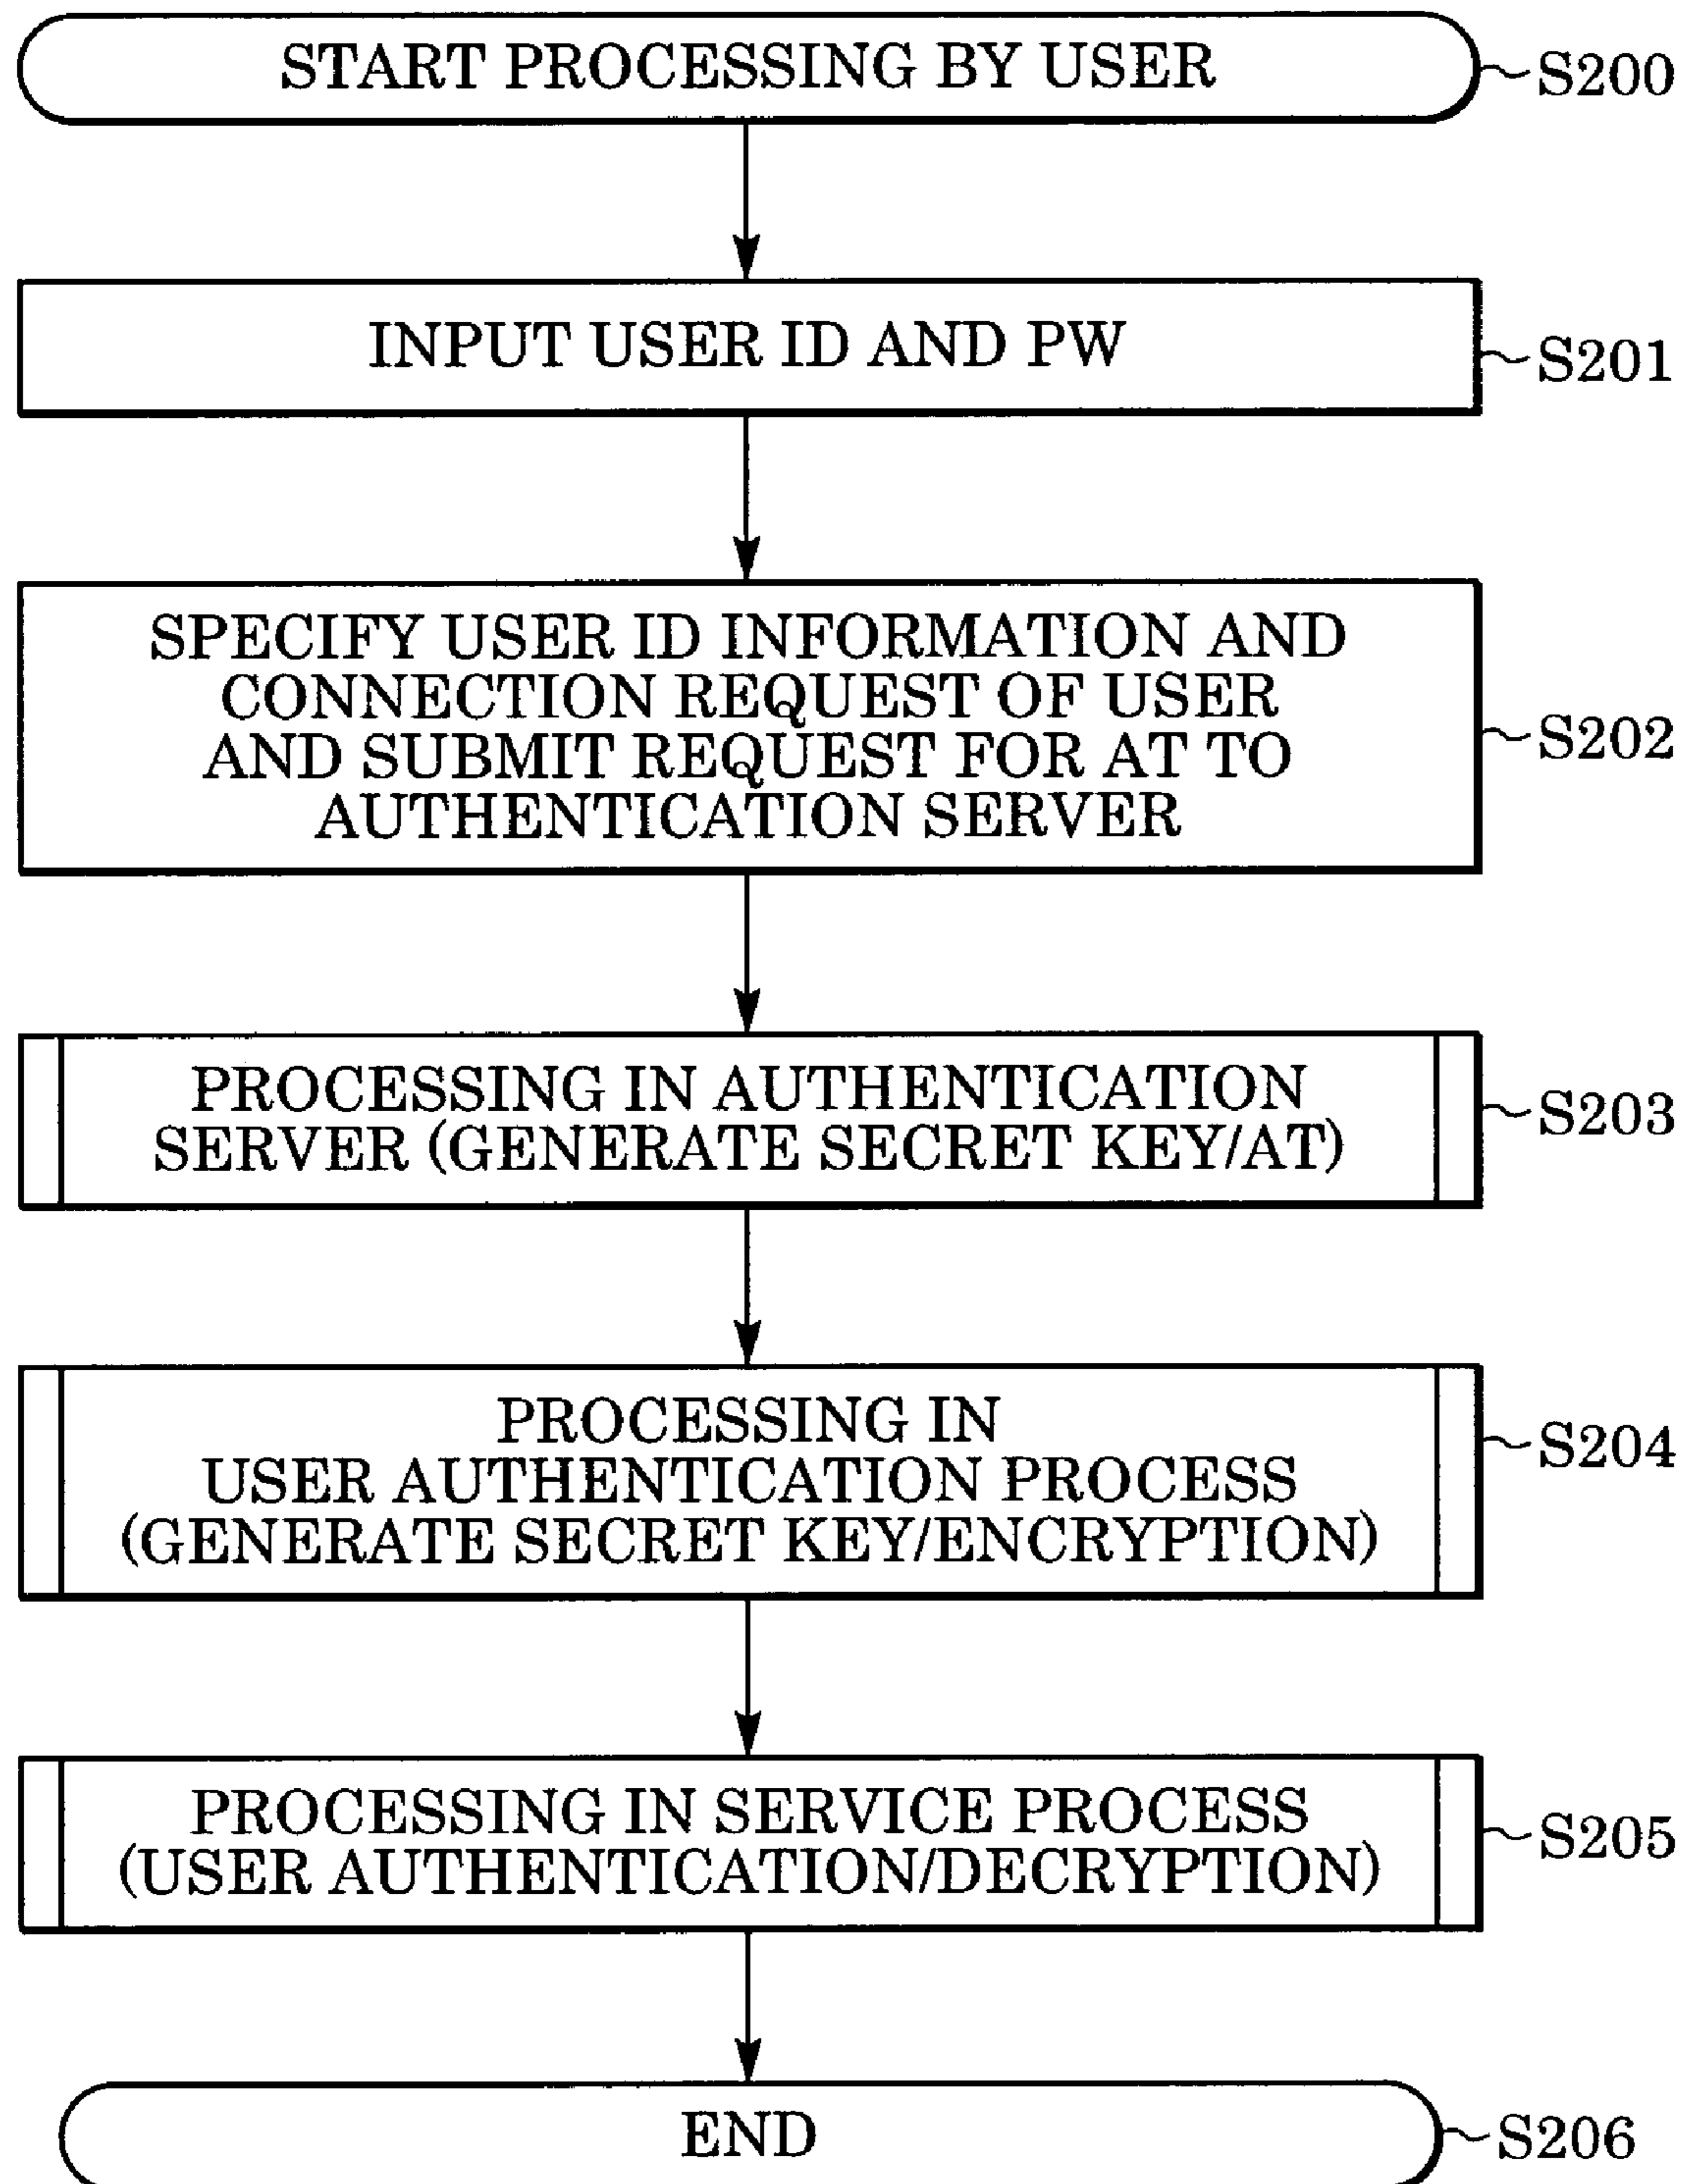 START PROCESSING BY USER
S200
INPUT USER ID AND PW
S201
SPECIFY USER ID INFORMATION AND
CONNECTION REQUEST OF USER
AND SUBMIT REQUEST FOR AT TO
AUTHENTICATION SERVER
S202
PROCESSING IN AUTHENTICATION
SERVER (GENERATE SECRET KEY/AT)
S203
PROCESSING IN
USER AUTHENTICATION PROCESS
(GENERATE SECRET KEY/ENCRYPTION)
S204
PROCESSING IN SERVICE PROCESS
(USER AUTHENTICATION/DECRYPTION)
S205
END
S206